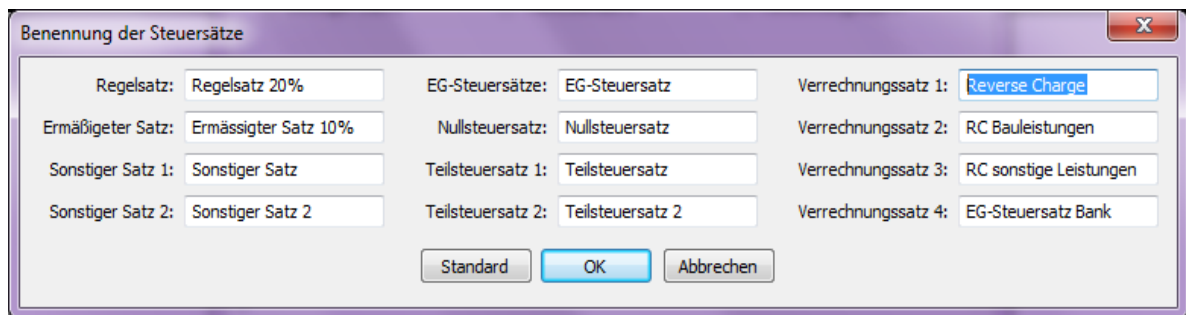 Benennung der Steuersätze
Regelsatz: Regelsatz 20% EG-Steuersätze: EG-Steuersatz Verrechnungssatz 1: Reverse Charge
Ermäßigeter Satz: Ermässigter Satz 10% Nullsteuersatz: Nullsteuersatz Verrechnungssatz 2: RC Bauleistungen
Sonstiger Satz 1: Sonstiger Satz Teilsteuersatz 1: Teilsteuersatz Verrechnungssatz 3: RC sonstige Leistungen
Sonstiger Satz 2: Sonstiger Satz 2 Teilsteuersatz 2: Teilsteuersatz 2 Verrechnungssatz 4: EG-Steuersatz Bank
Standard OK Abbrechen